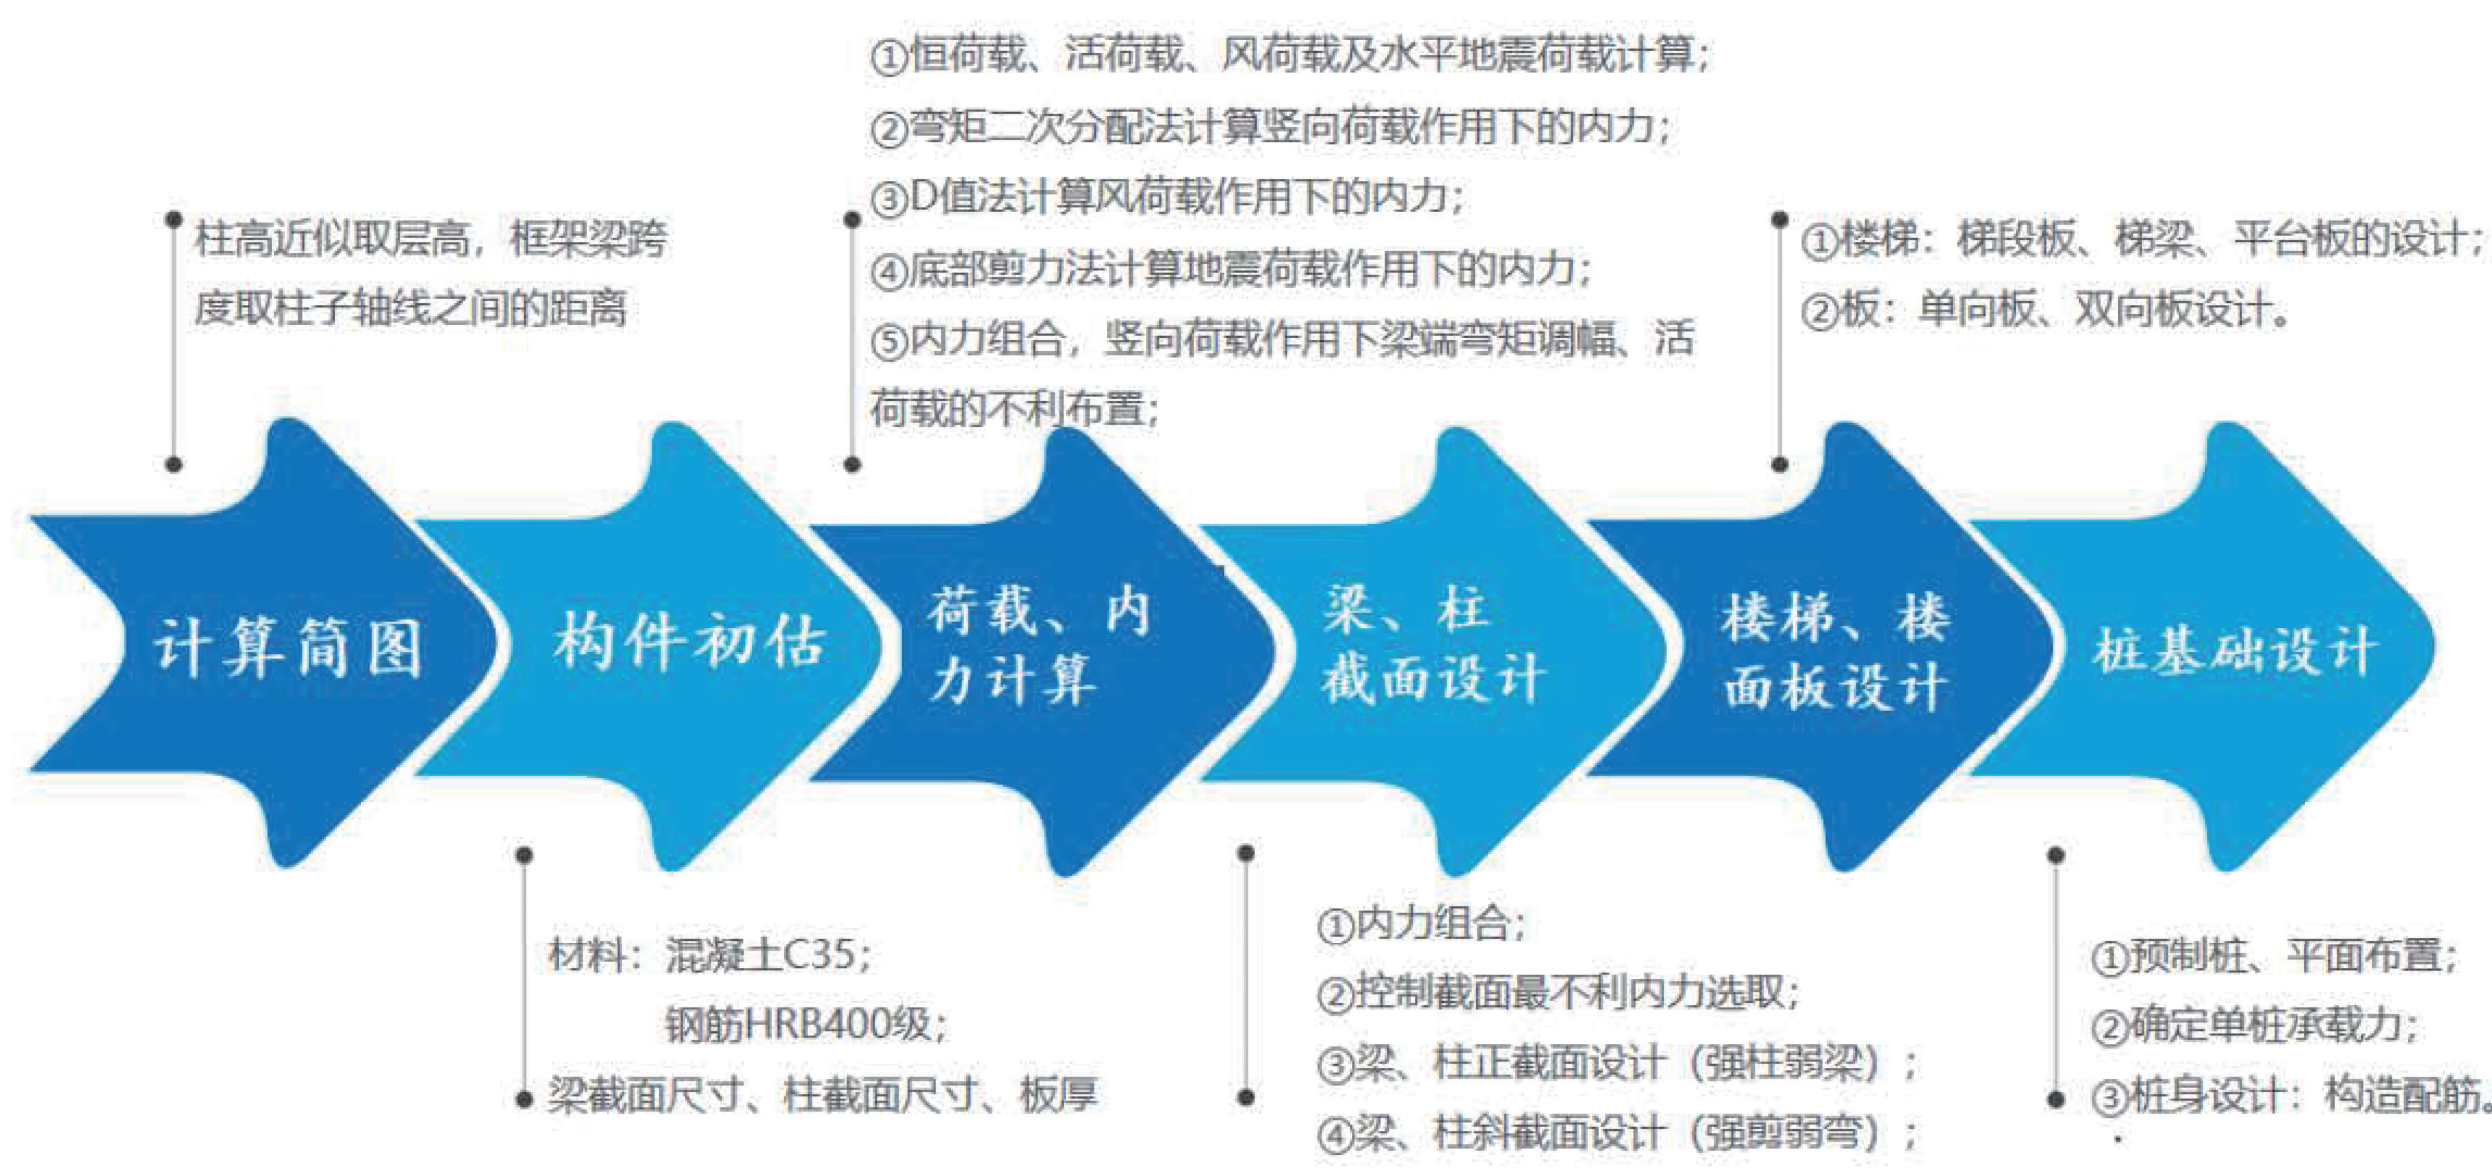 ①恒荷载、活荷载、风荷载及水平地震荷载计算；
②弯矩二次分配法计算竖向荷载作用下的内力；
③D值法计算风荷载作用下的内力；
④底部剪力法计算地震荷载作用下的内力；
⑤内力组合，竖向荷载作用下梁端弯矩调幅、活
荷载的不利布置；
柱高近似取层高，框架梁跨
度取柱子轴线之间的距离
①楼梯：梯段板、梯梁、平台板的设计；
②板：单向板、双向板设计。
计算简图
构件初估
荷载、内
力计算
梁、柱
截面设计
楼梯、楼
面板设计
桩基础设计
材料：混凝土C35；
钢筋HRB400级；
梁截面尺寸、柱截面尺寸、板厚
①内力组合；
②控制截面最不利内力选取；
③梁、柱正截面设计（强柱弱梁）；
④梁、柱斜截面设计（强剪弱弯）；
①预制桩、平面布置；
②确定单桩承载力；
③桩身设计：构造配筋。